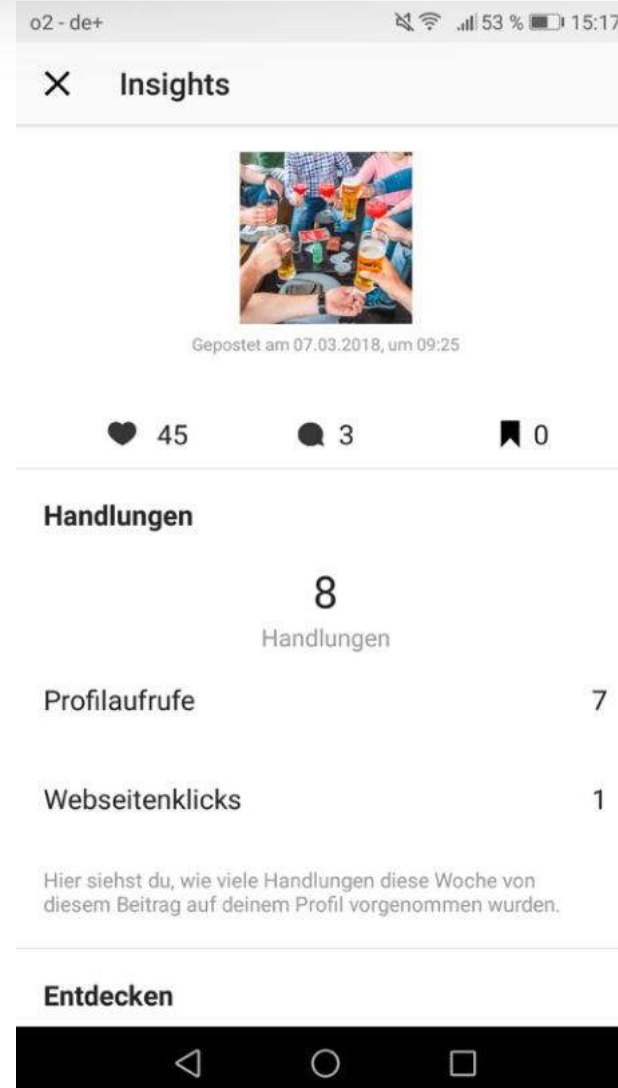 o2 - de+ 53 % 15:17
Insights
Gepostet am 07.03.2018, um 09:25
45 3 0
Handlungen
8
Handlungen
Profilaufrufe 7
Webseitenklicks 1
Hier siehst du, wie viele Handlungen diese Woche von
diesem Beitrag auf deinem Profil vorgenommen wurden.
Entdecken